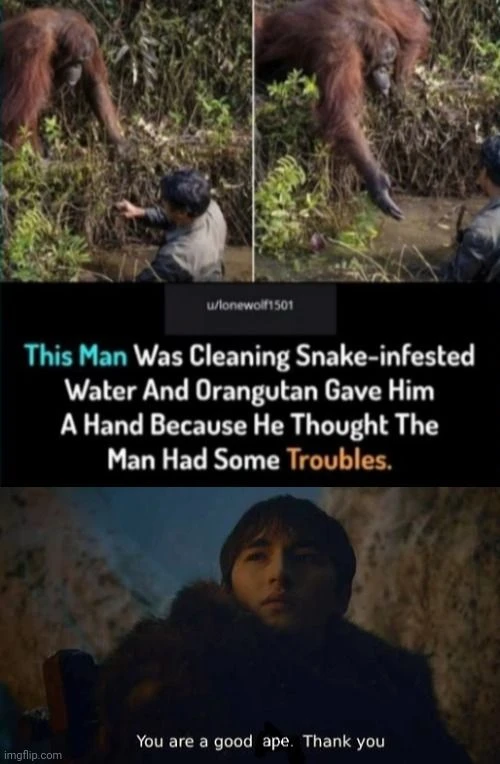 u/lonewolf1501
This Man Was Cleaning Snake-infested
Water And Orangutan Gave Him
A Hand Because He Thought The
Man Had Some Troubles.
You are a good ape. Thank you
imgflip.com